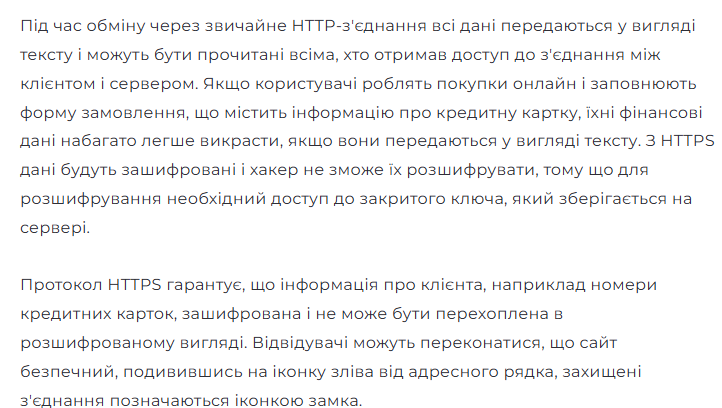 Під час обміну через звичайне HTTP-з'єднання всі дані передаються у вигляді
тексту і можуть бути прочитані всіма, хто отримав доступ до з'єднання між
клієнтом і сервером. Якщо користувачі роблять покупки онлайн і заповнюють
форму замовлення, що містить інформацію про кредитну картку, їхні фінансові
дані набагато легше викрасти, якщо вони передаються у вигляді тексту. З HTTPS
дані будуть зашифровані і хакер не зможе їх розшифрувати, тому що для
розшифрування необхідний доступ до закритого ключа, який зберігається на
сервері.

Протокол HTTPS гарантує, що інформація про клієнта, наприклад номери
кредитних карток, зашифрована і не може бути перехоплена в
розшифрованому вигляді. Відвідувачі можуть переконатися, що сайт
безпечний, подивившись на іконку зліва від адресного рядка, захищені
з'єднання позначаються іконкою замка.